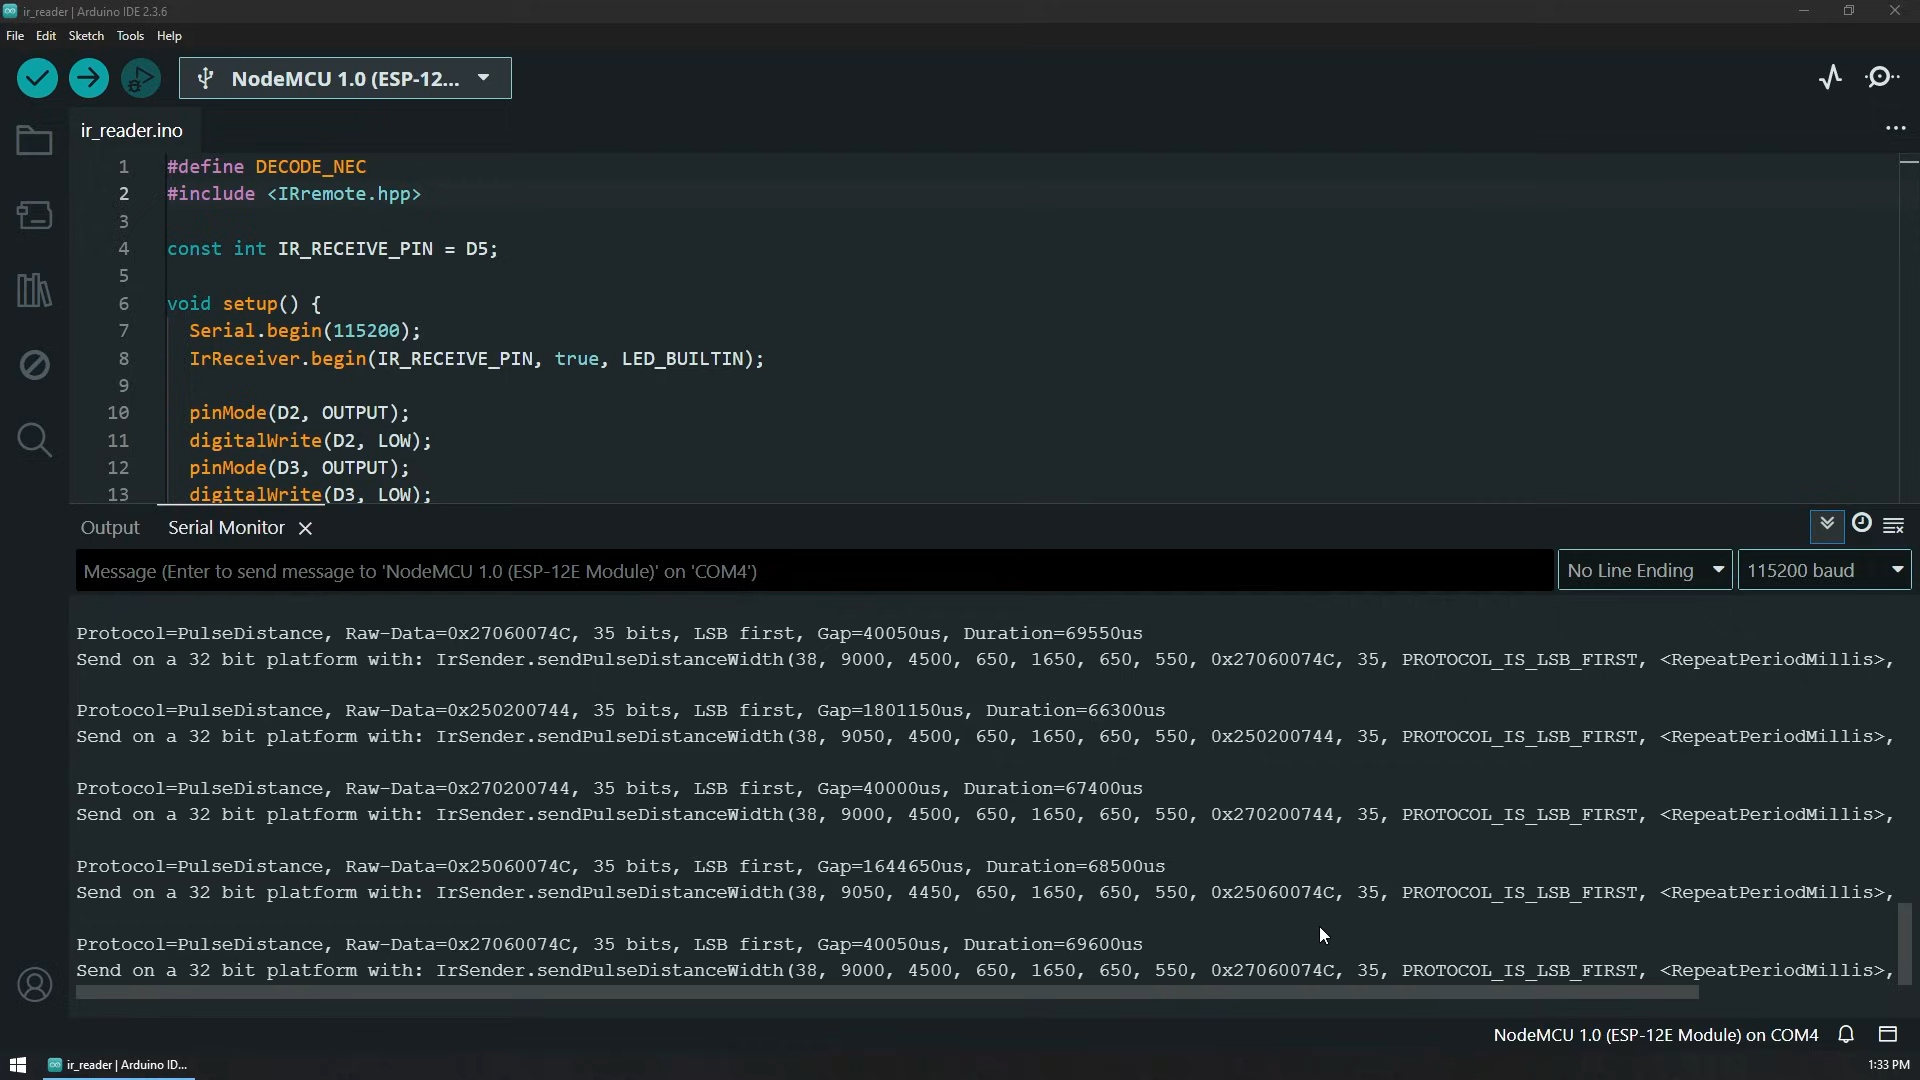 ir_reader | Arduino IDE 2.3.6
File Edit Sketch Tools Help
NodeMCU 1.0 (ESP-12...
ir_reader.ino
1 #define DECODE_NEC
2 #include <IRremote.hpp>
3
4 const int IR_RECEIVE_PIN = D5;
5
6 void setup() {
7 Serial.begin(115200);
8 IrReceiver.begin(IR_RECEIVE_PIN, true, LED_BUILTIN);
9
10 pinMode(D2, OUTPUT);
11 digitalWrite(D2, LOW);
12 pinMode(D3, OUTPUT);
13 digitalWrite(D3, LOW);
Output Serial Monitor
Message (Enter to send message to 'NodeMCU 1.0 (ESP-12E Module)' on 'COM4') No Line Ending 115200 baud
Protocol=PulseDistance, Raw-Data=0x27060074C, 35 bits, LSB first, Gap=40050us, Duration=69550us
Send on a 32 bit platform with: IrSender.sendPulseDistanceWidth(38, 9000, 4500, 650, 1650, 650, 550, 0x27060074C, 35, PROTOCOL_IS_LSB_FIRST, <RepeatPeriodMillis>,
Protocol=PulseDistance, Raw-Data=0x250200744, 35 bits, LSB first, Gap=1801150us, Duration=66300us
Send on a 32 bit platform with: IrSender.sendPulseDistanceWidth(38, 9050, 4500, 650, 1650, 650, 550, 0x250200744, 35, PROTOCOL_IS_LSB_FIRST, <RepeatPeriodMillis>,
Protocol=PulseDistance, Raw-Data=0x270200744, 35 bits, LSB first, Gap=40000us, Duration=67400us
Send on a 32 bit platform with: IrSender.sendPulseDistanceWidth(38, 9000, 4500, 650, 1650, 650, 550, 0x270200744, 35, PROTOCOL_IS_LSB_FIRST, <RepeatPeriodMillis>,
Protocol=PulseDistance, Raw-Data=0x25060074C, 35 bits, LSB first, Gap=1644650us, Duration=68500us
Send on a 32 bit platform with: IrSender.sendPulseDistanceWidth(38, 9050, 4450, 650, 1650, 650, 550, 0x25060074C, 35, PROTOCOL_IS_LSB_FIRST, <RepeatPeriodMillis>,
Protocol=PulseDistance, Raw-Data=0x27060074C, 35 bits, LSB first, Gap=40050us, Duration=69600us
Send on a 32 bit platform with: IrSender.sendPulseDistanceWidth(38, 9000, 4500, 650, 1650, 650, 550, 0x27060074C, 35, PROTOCOL_IS_LSB_FIRST, <RepeatPeriodMillis>,
NodeMCU 1.0 (ESP-12E Module) on COM4
ir_reader | Arduino ID... 1:33 PM